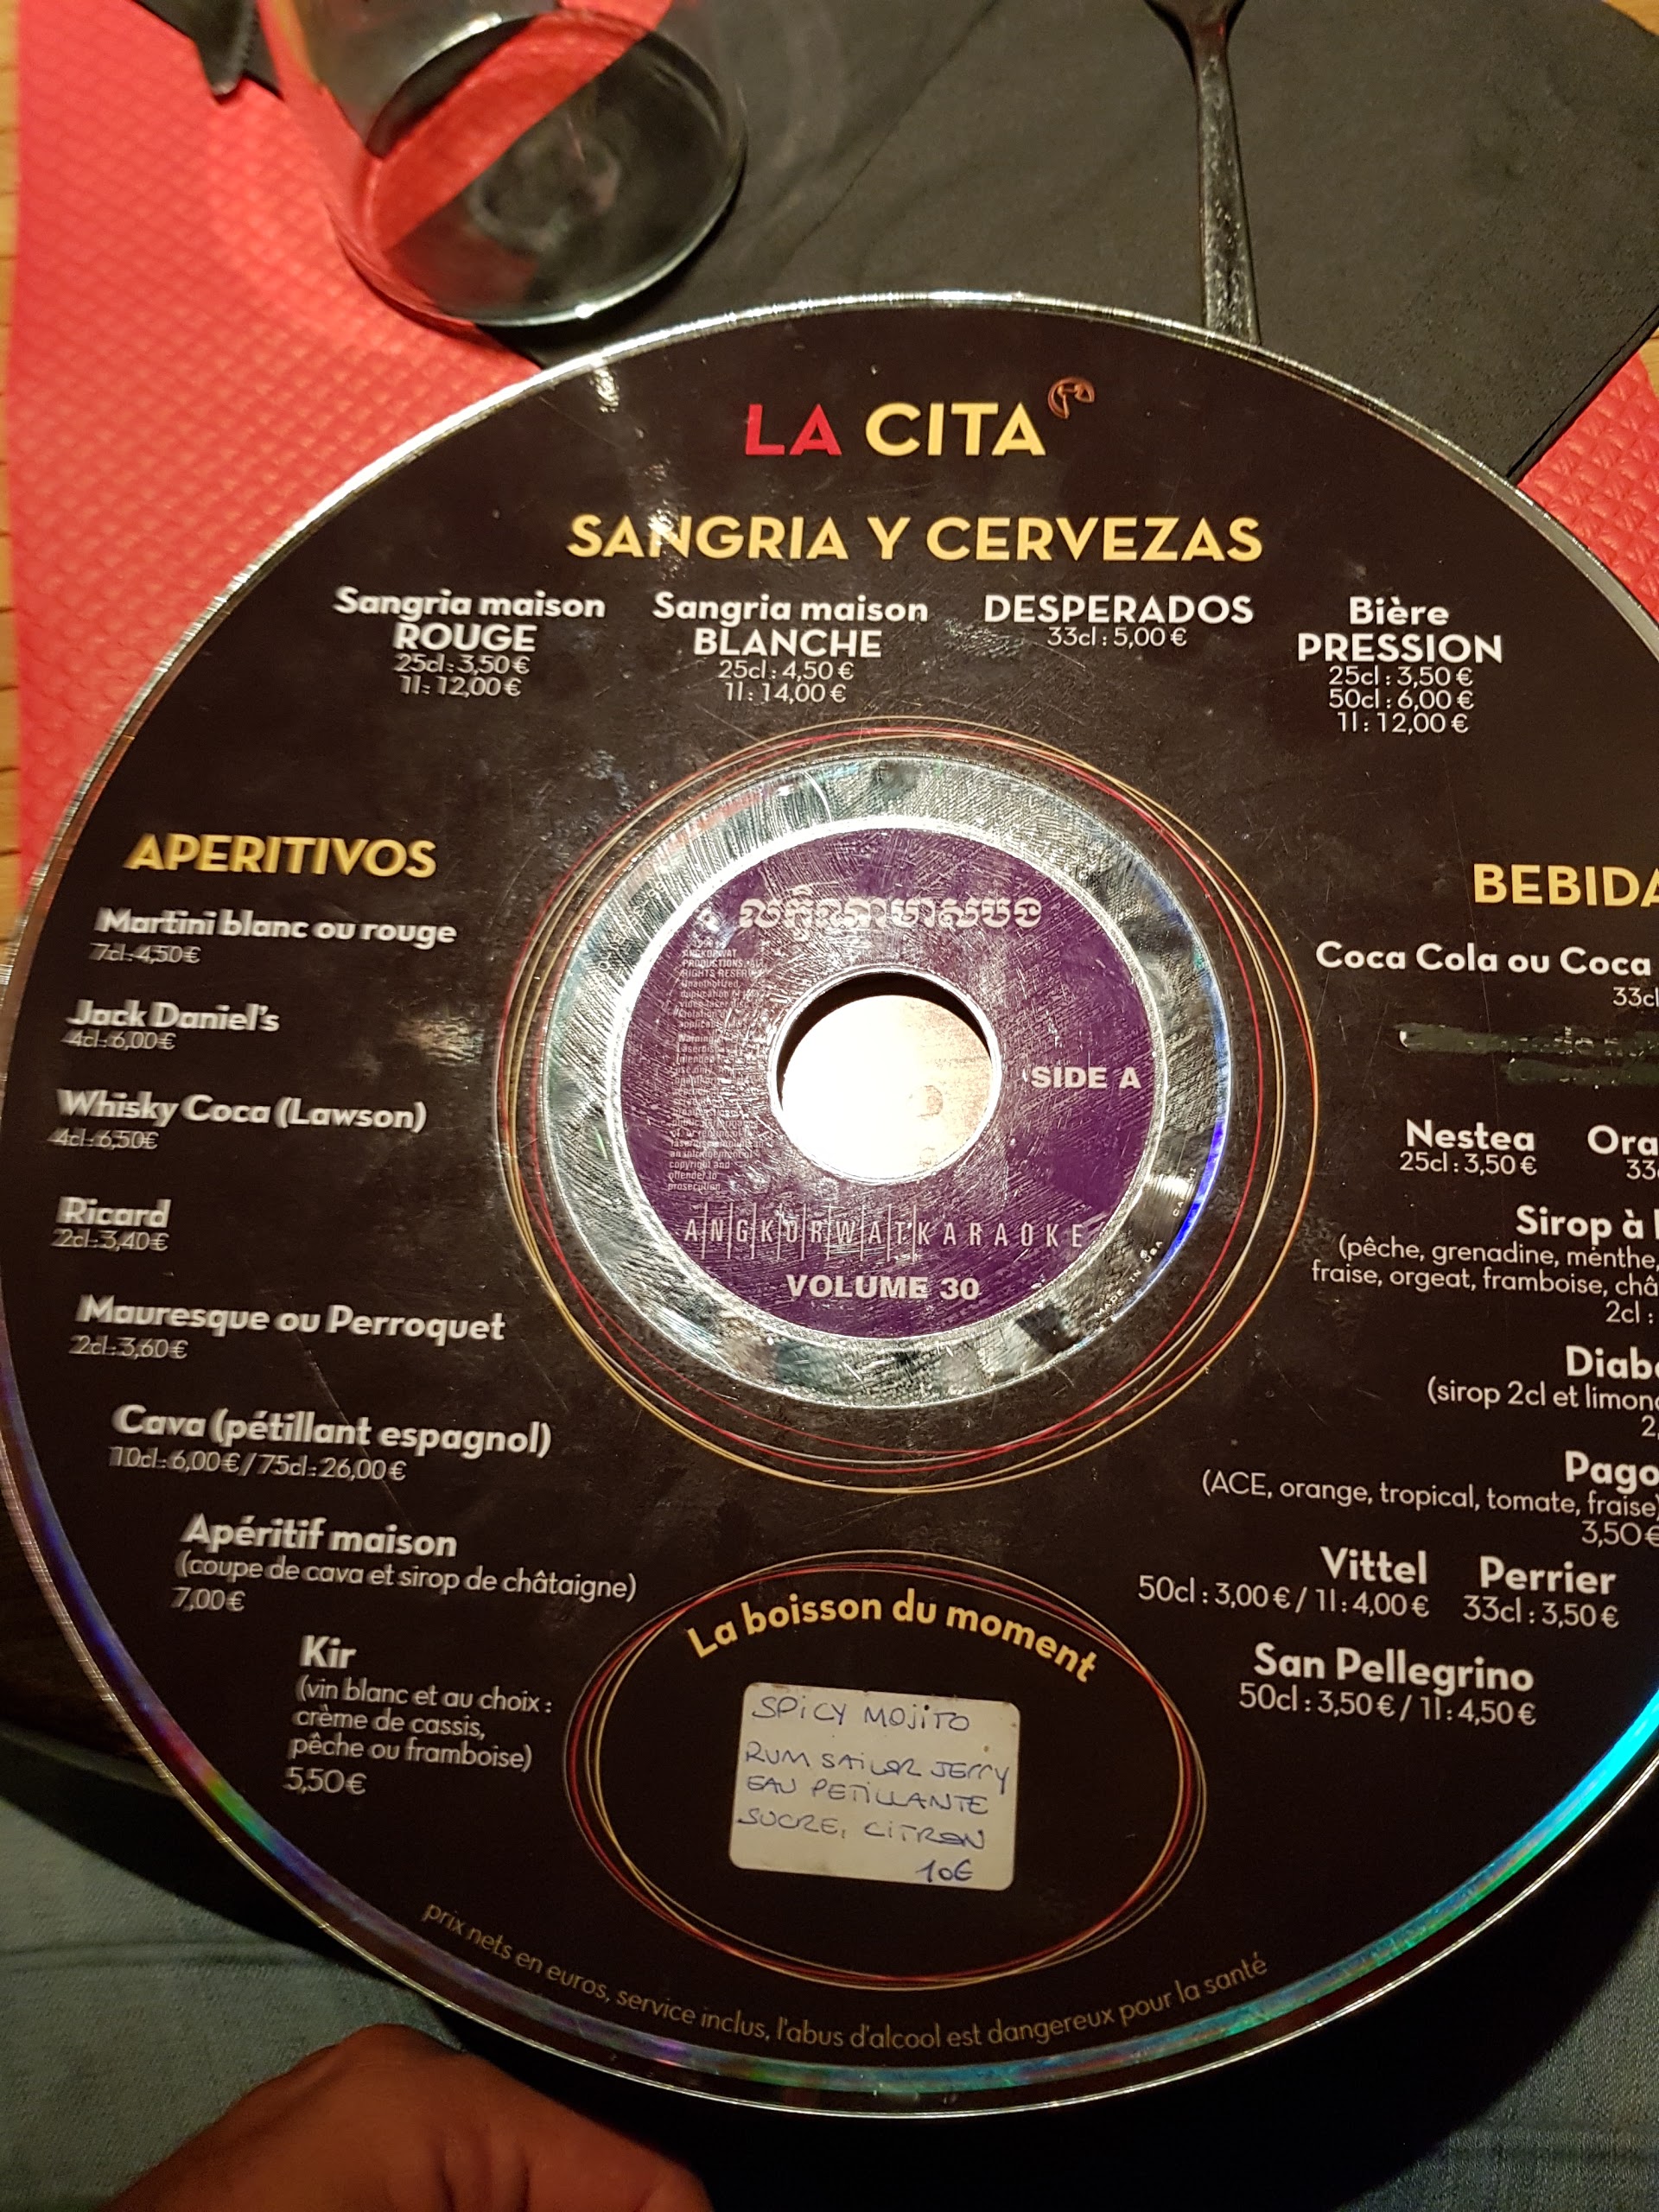 LA CITA
SANGRIA Y CERVEZAS
Sangria maison
ROUGE
25cl : 3,50 €
1l : 12,00 €
Sangria maison
BLANCHE
25cl : 4,50 €
1l : 14,00 €
DESPERADOS
33cl : 5,00 €
Bière
PRESSION
25cl : 3,50 €
50cl : 6,00 €
1l : 12,00 €
APERITIVOS
Martini blanc ou rouge
7cl : 4,50 €
Jack Daniel's
4cl : 6,00 €
Whisky Coca (Lawson)
4cl : 6,50€
Ricard
2cl : 3,40 €
Mauresque ou Perroquet
2cl : 3,60 €
Cava (pétillant espagnol)
10cl : 6,00 € / 75cl : 26,00 €
Apéritif maison
(coupe de cava et sirop de châtaigne)
7,00 €
Kir
(vin blanc et au choix :
crème de cassis,
pêche ou framboise)
5,50 €
SIDE A
ANGKORWATKARAOKE
VOLUME 30
MADE IN USA
BEBIDA
Coca Cola ou Coca
33cl
Nestea
25cl : 3,50 €
Ora
33
Sirop à l
(pêche, grenadine, menthe,
fraise, orgeat, framboise, châ
2cl :
Diab
(sirop 2cl et limon
2,
Pago
(ACE, orange, tropical, tomate, fraise)
3,50 €
Vittel
50cl : 3,00 € / 1l : 4,00 €
Perrier
33cl : 3,50 €
San Pellegrino
50cl : 3,50 € / 1l : 4,50 €
La boisson du moment
SPICY MOJITO
RUM SAILOR JERRY
EAU PETILLANTE
SUCRE, CITRON
10€
prix nets en euros, service inclus, l'abus d'alcool est dangereux pour la santé